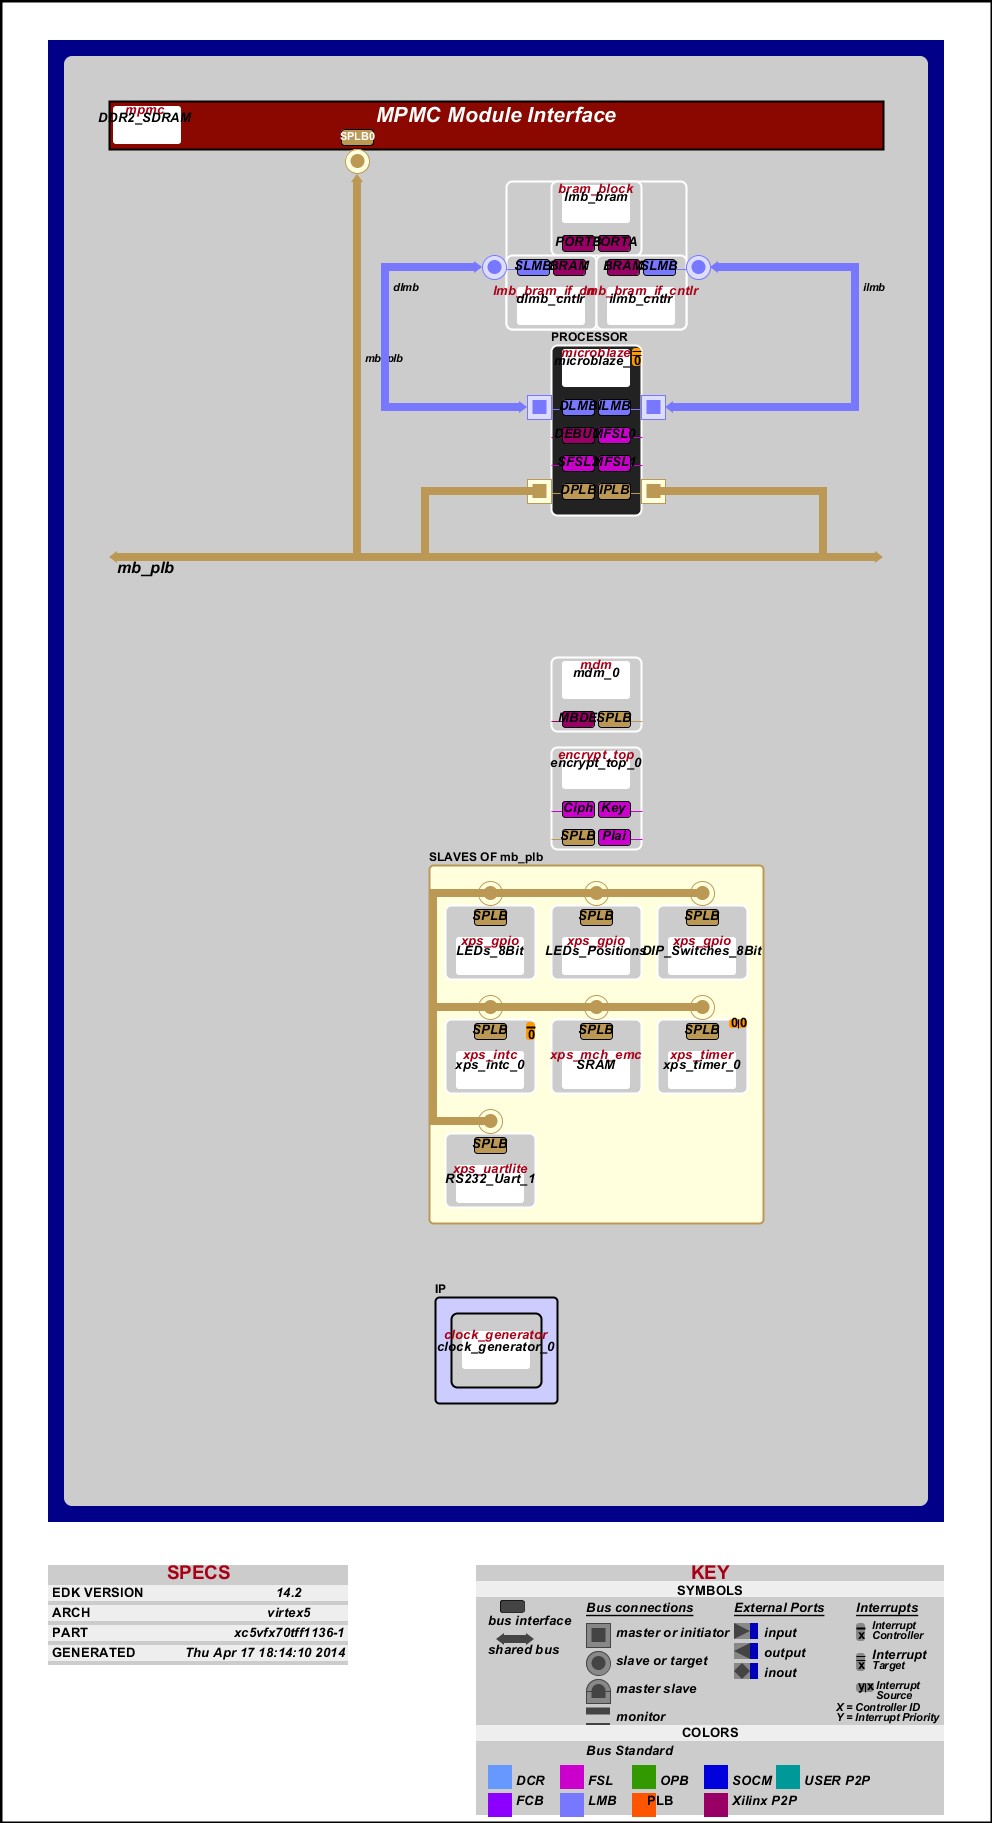 mpmc
DDR2_SDRAM
MPMC Module Interface
SPLB0
bram_block
lmb_bram
PORTB PORTA
SLMB BRAM BRAM SLMB
dlmb
ilmb
lmb_bram_if_cntlr
dlmb_cntlr ilmb_cntlr
PROCESSOR
microblaze
microblaze_0
mb_plb
DLMB ILMB
DEBUG MFSL0
MFSL1
DPLB IPLB
mb_plb
mdm
mdm_0
SPLB
encrypt_top
encrypt_top_0
Ciph Key
SPLB Plai
SLAVES OF mb_plb
SPLB SPLB SPLB
xps_gpio xps_gpio xps_gpio
LEDs_8Bit LEDs_Positions DIP_Switches_8Bit
SPLB 0 SPLB SPLB 0|0
xps_intc xps_mch_emc xps_timer
xps_intc_0 SRAM xps_timer_0
SPLB
xps_uartlite
RS232_Uart_1
IP
clock_generator
clock_generator_0
SPECS
EDK VERSION 14.2
ARCH virtex5
PART xc5vfx70tff1136-1
GENERATED Thu Apr 17 18:14:10 2014
KEY
SYMBOLS
bus interface
shared bus
Bus connections
master or initiator
slave or target
master slave
monitor
External Ports
input
output
inout
Interrupts
x Interrupt Controller
x Interrupt Target
y|x Interrupt Source
X = Controller ID
Y = Interrupt Priority
COLORS
Bus Standard
DCR FSL OPB SOCM USER P2P
FCB LMB PLB Xilinx P2P